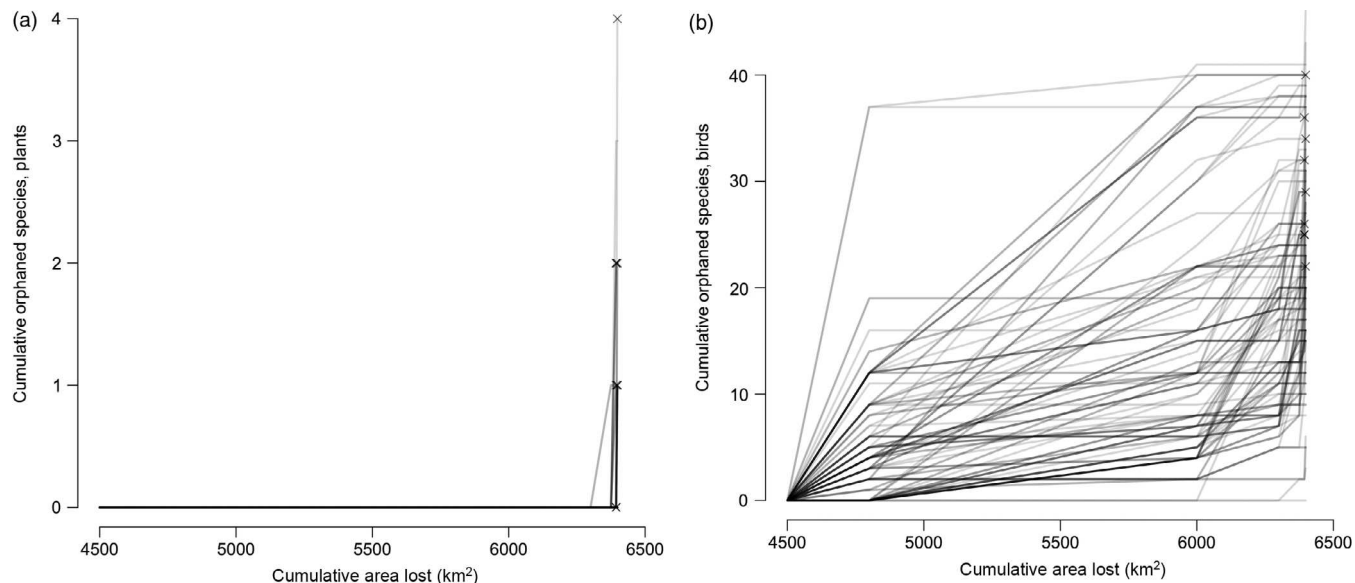 (a)
Cumulative orphaned species, plants
4
3
2
1
0
4500 5000 5500 6000 6500
Cumulative area lost (km²)
(b)
Cumulative orphaned species, birds
40
30
20
10
0
4500 5000 5500 6000 6500
Cumulative area lost (km²)